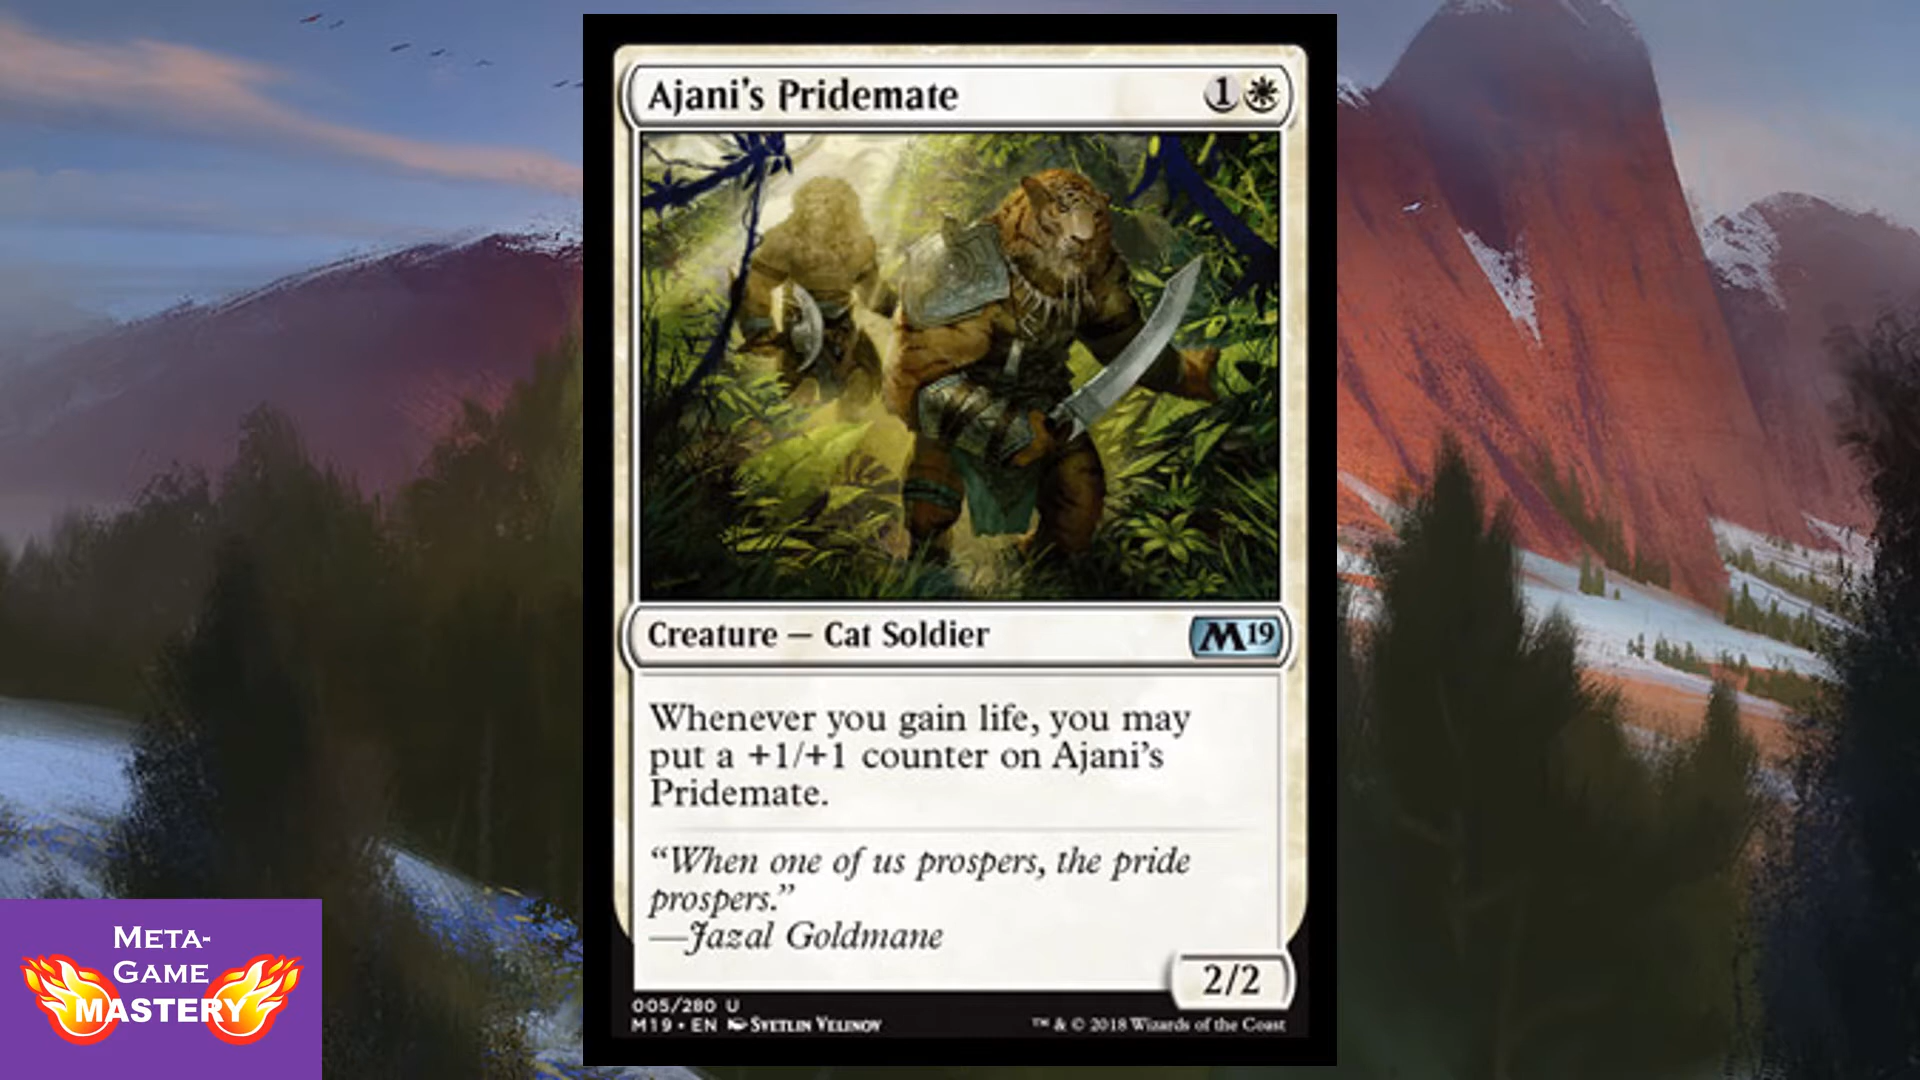 Ajani's Pridemate 1
Creature — Cat Soldier M19
Whenever you gain life, you may
put a +1/+1 counter on Ajani's
Pridemate.
“When one of us prospers, the pride
prospers.”
—Jazal Goldmane
2/2
005/280 U
M19 • EN Svetlin Velinov
™ & © 2018 Wizards of the Coast
META-
GAME
MASTERY